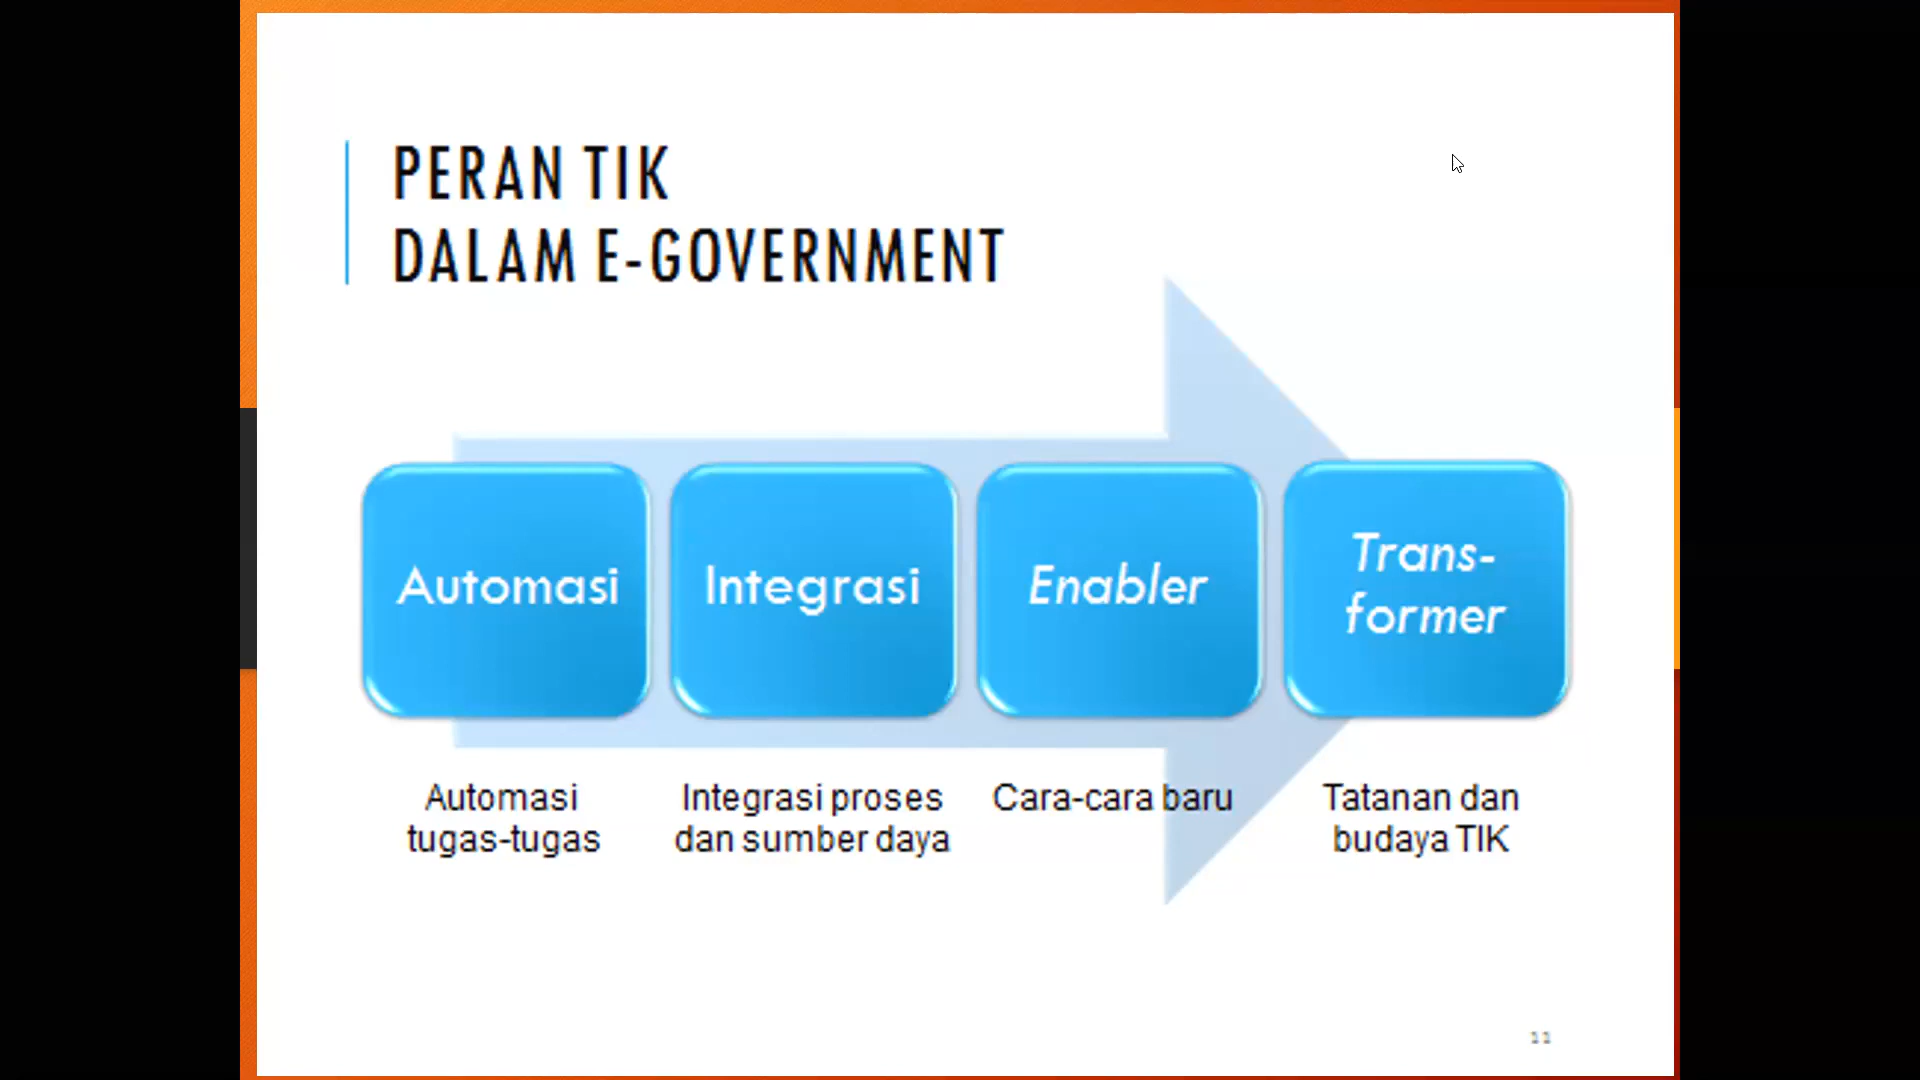 PERAN TIK
DALAM E-GOVERNMENT
Automasi
Integrasi
Enabler
Trans-
former
Automasi
tugas-tugas
Integrasi proses
dan sumber daya
Cara-cara baru
Tatanan dan
budaya TIK
11